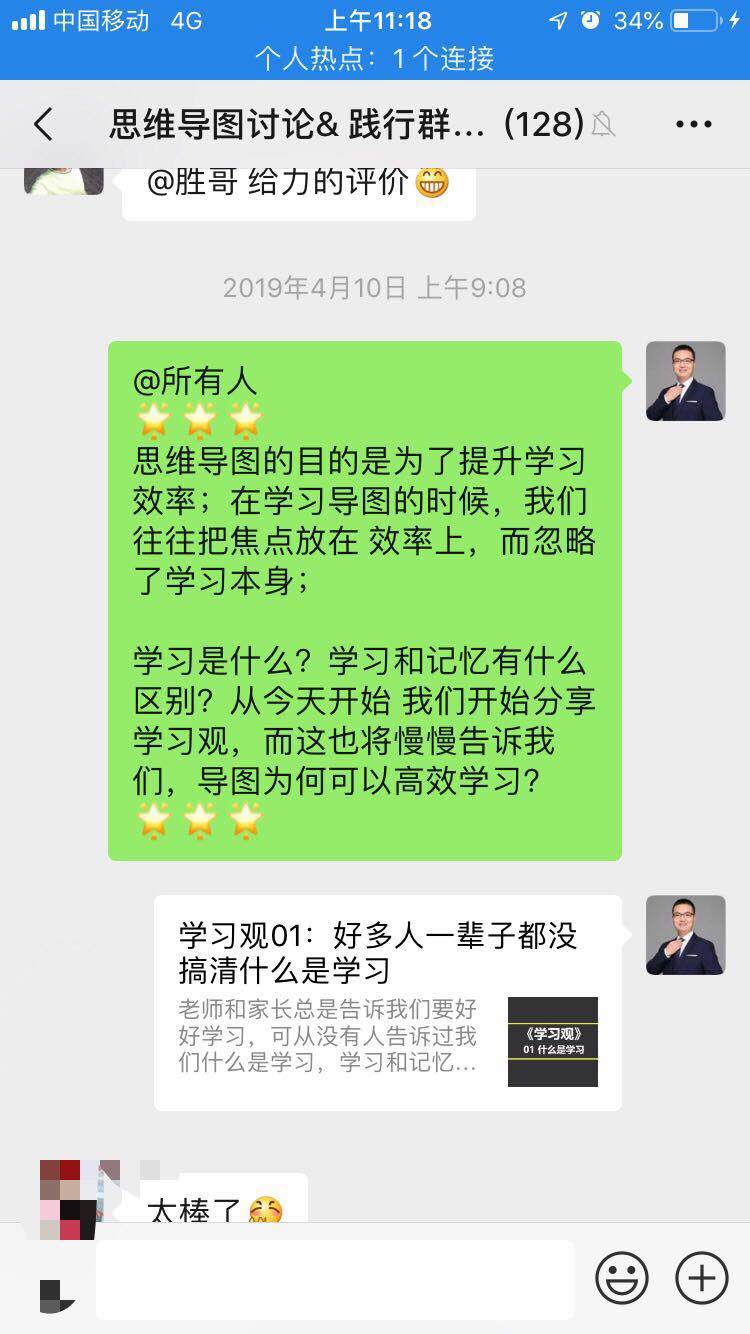 中国移动 4G 上午11:18 34%
个人热点：1 个连接
思维导图讨论& 践行群... (128)
@胜哥 给力的评价😁
2019年4月10日 上午9:08
@所有人
🌟 🌟 🌟
思维导图的目的是为了提升学习
效率；在学习导图的时候，我们
往往把焦点放在 效率上，而忽略
了学习本身；
学习是什么？学习和记忆有什么
区别？从今天开始 我们开始分享
学习观，而这也将慢慢告诉我
们，导图为何可以高效学习？
🌟 🌟 🌟
学习观01：好多人一辈子都没
搞清什么是学习
老师和家长总是告诉我们要好
好学习，可从没有人告诉过我
们什么是学习，学习和记忆...
《学习观》
01 什么是学习
太棒了🤗